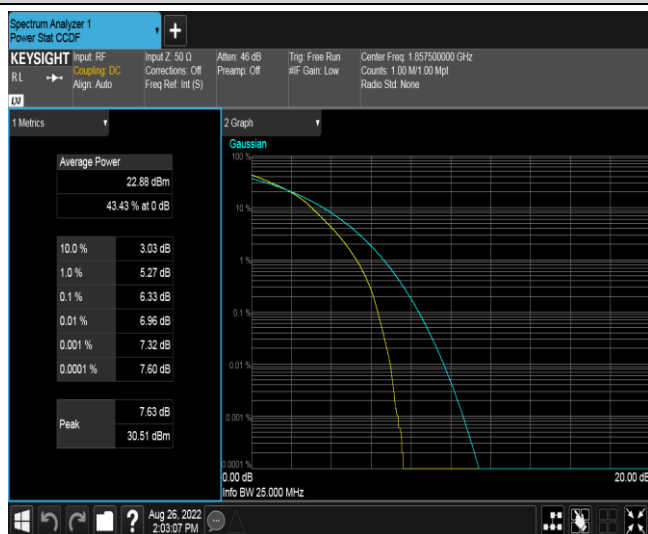 Spectrum Analyzer 1
Power Stat CCDF
+
KEYSIGHT
RL
LXI
Input: RF
Coupling: DC
Align: Auto
Input Z: 50 Ω
Corrections: Off
Freq Ref: Int (S)
Atten: 46 dB
Preamp: Off
Trig: Free Run
#IF Gain: Low
Center Freq: 1.857500000 GHz
Counts: 1.00 M/1.00 Mpt
Radio Std: None
1 Metrics
Average Power
22.88 dBm
43.43 % at 0 dB
10.0 % 3.03 dB
1.0 % 5.27 dB
0.1 % 6.33 dB
0.01 % 6.96 dB
0.001 % 7.32 dB
0.0001 % 7.60 dB
Peak
7.63 dB
30.51 dBm
2 Graph
Gaussian
100 %
10 %
1 %
0.1 %
0.01 %
0.001 %
0.0001 %
0.00 dB 20.00 dB
Info BW 25.000 MHz
?
Aug 26, 2022
2:03:07 PM